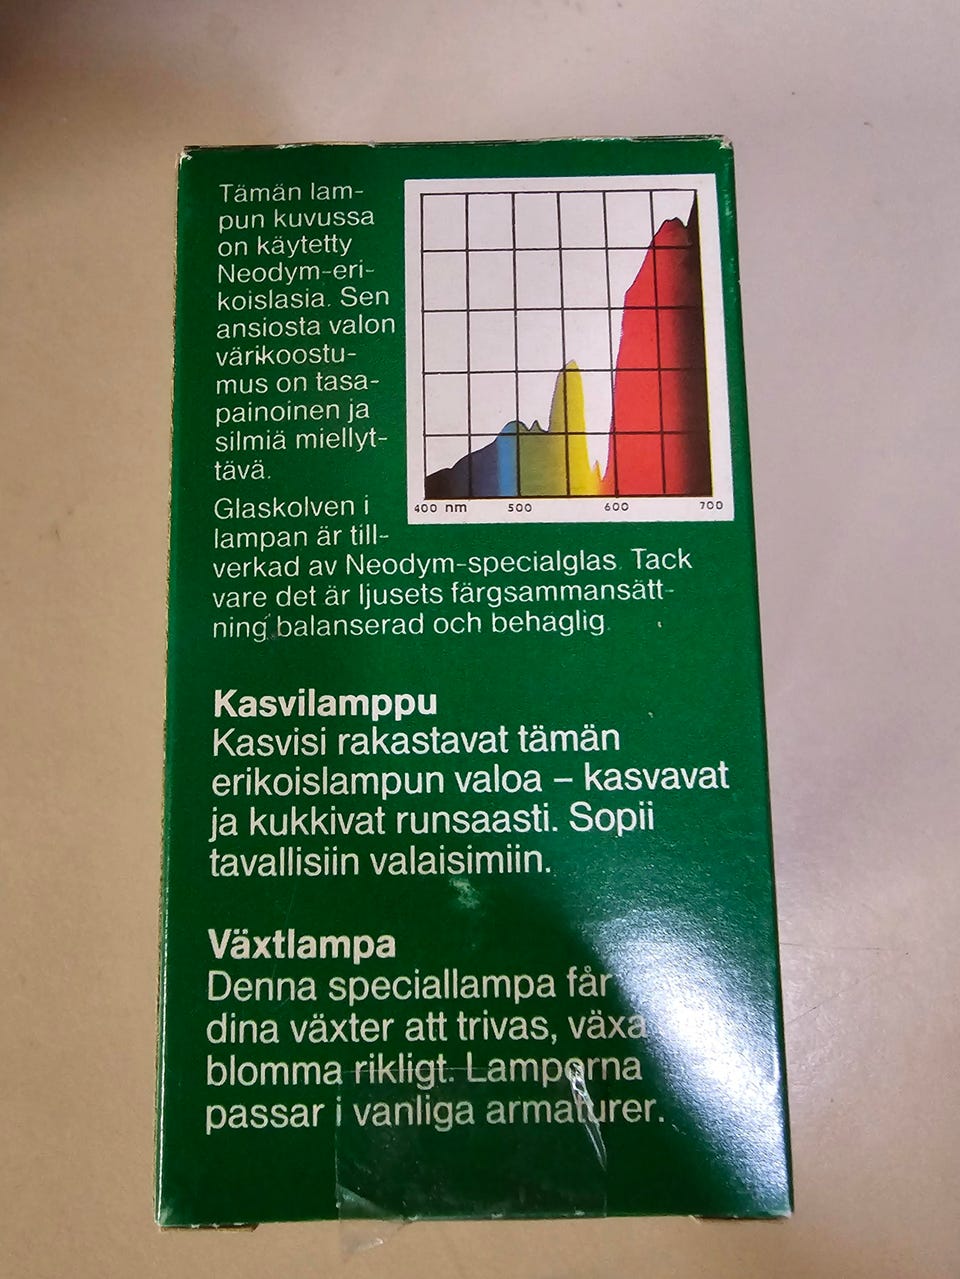 Tämän lam-
pun kuvussa
on käytetty
Neodym-eri-
koislasia. Sen
ansiosta valon
värikoostu-
mus on tasa-
painoinen ja
silmiä miellyt-
tävä.
400 nm 500 600 700
Glaskolven i
lampan är till-
verkad av Neodym-specialglas. Tack
vare det är ljusets färgsammansätt-
ning balanserad och behaglig.
Kasvilamppu
Kasvisi rakastavat tämän
erikoislampun valoa – kasvavat
ja kukkivat runsaasti. Sopii
tavallisiin valaisimiin.
Växtlampa
Denna speciallampa får
dina växter att trivas, växa
blomma rikligt. Lamporna
passar i vanliga armaturer.